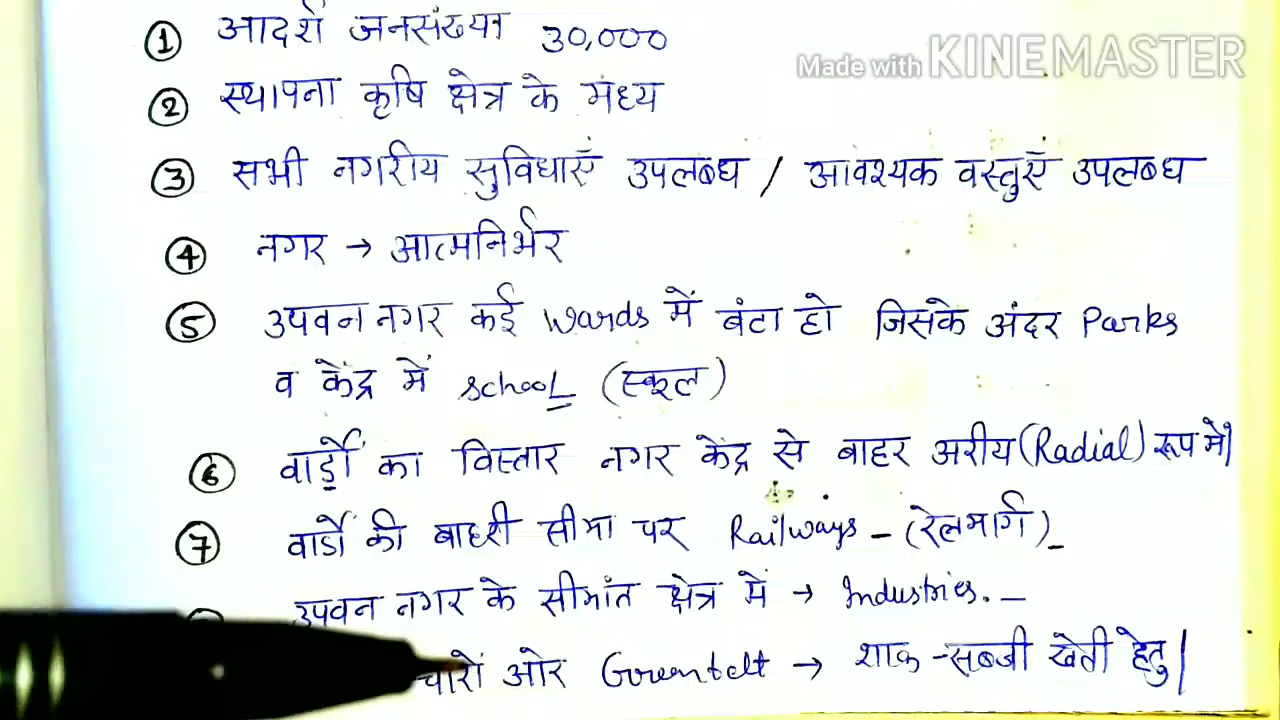 ① आदर्श जनसंख्या 30,000
Made with KINEMASTER
② स्थापना कृषि क्षेत्र के मध्य
③ सभी नगरीय सुविधाएँ उपलब्ध / आवश्यक वस्तुएँ उपलब्ध
④ नगर → आत्मनिर्भर
⑤ उपवन नगर कई wards में बंटा हो जिसके अंदर Parks
व केंद्र में school (स्कूल)
⑥ वार्डों का विस्तार नगर केंद्र से बाहर अरीय (Radial) रूप में।
⑦ वार्डों की बाहरी सीमा पर Railways - (रेलमार्ग)_
उपवन नगर के सीमांत क्षेत्र में → Industries. _
चारों ओर Greenbelt → शाक-सब्जी खेती हेतु|